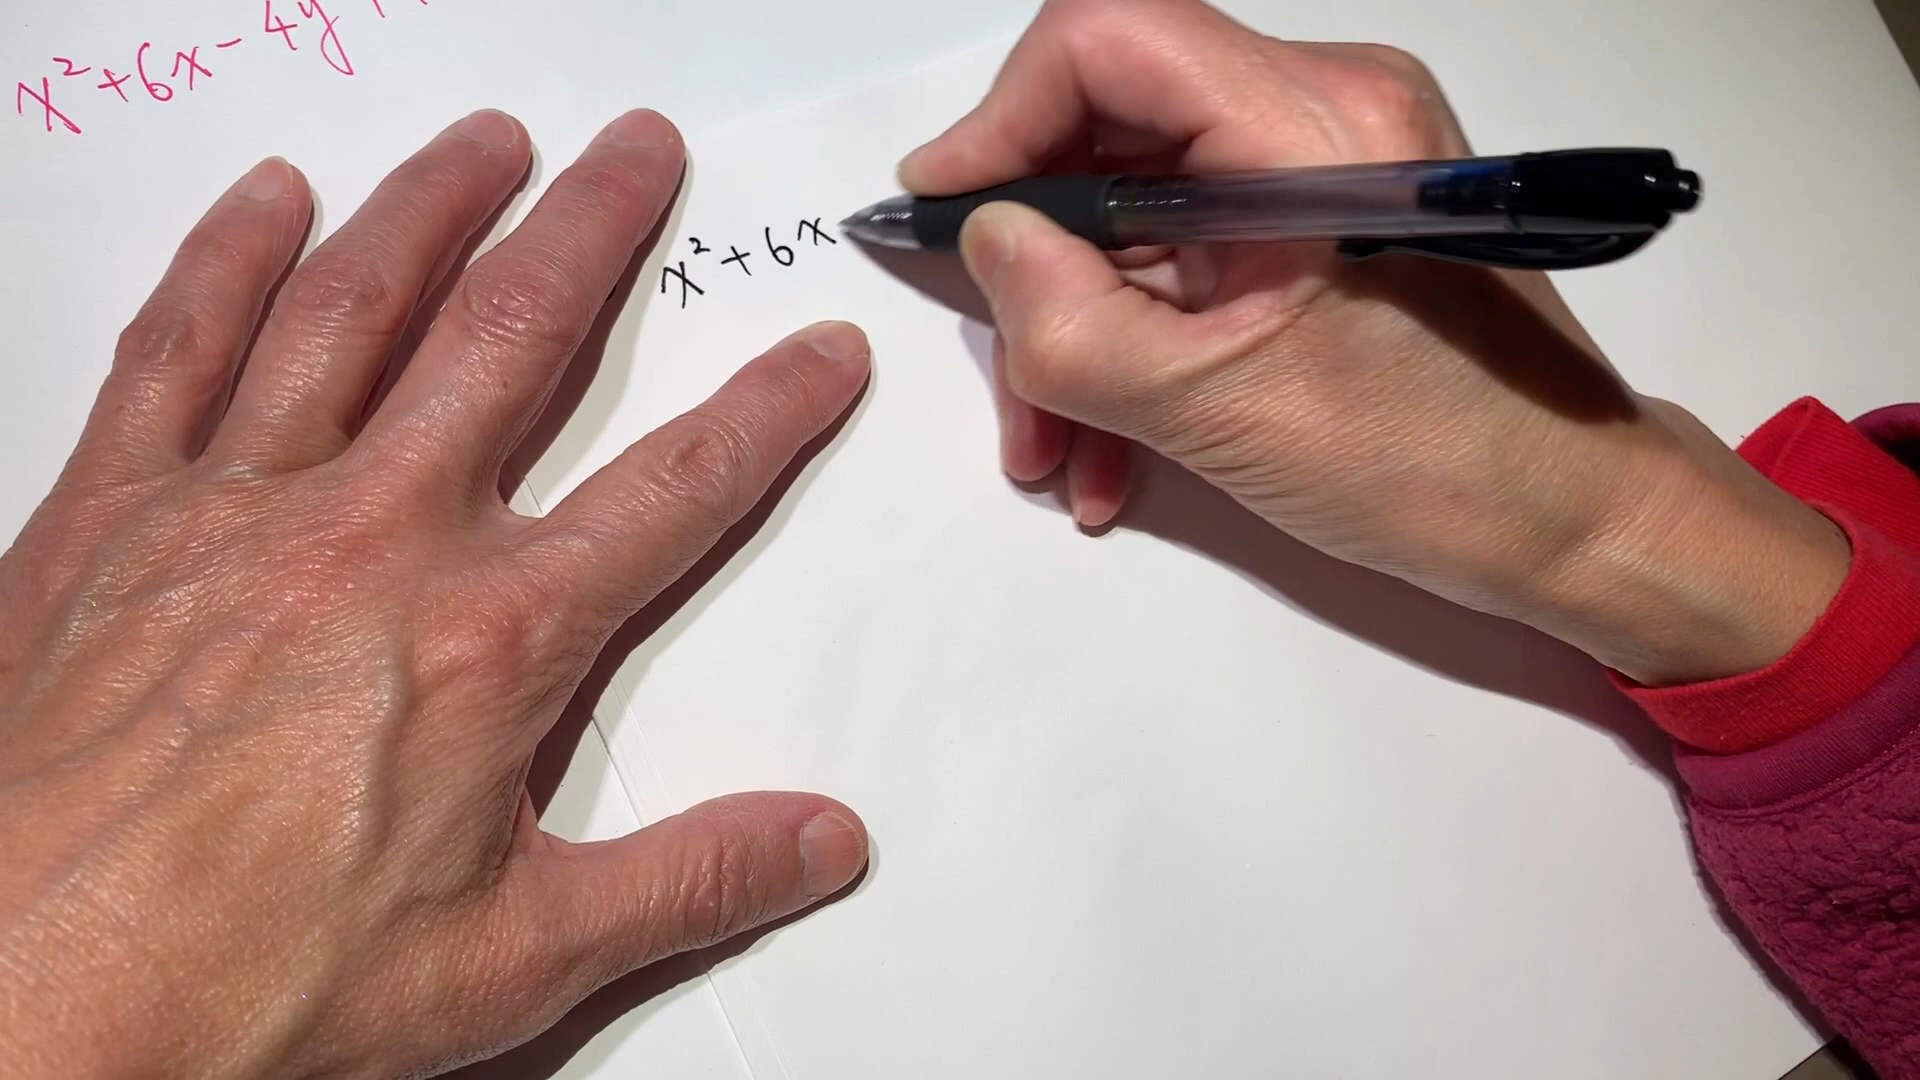 x² + 6x - 4y
x² + 6x